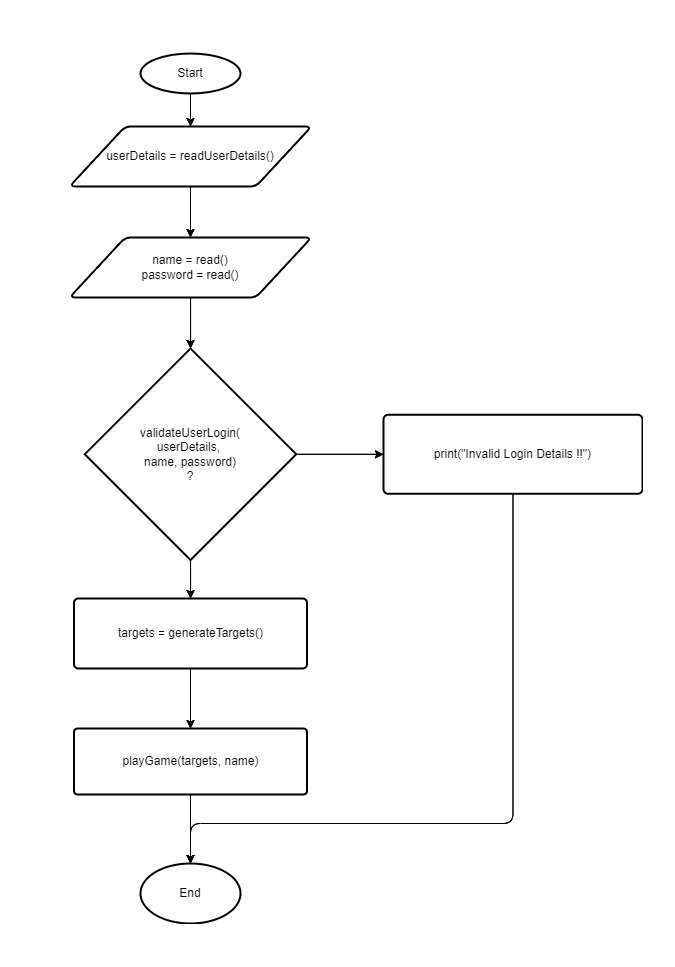 Start
userDetails = readUserDetails()
name = read()
password = read()
validateUserLogin(
userDetails,
name, password)
?
print("Invalid Login Details !!")
targets = generateTargets()
playGame(targets, name)
End